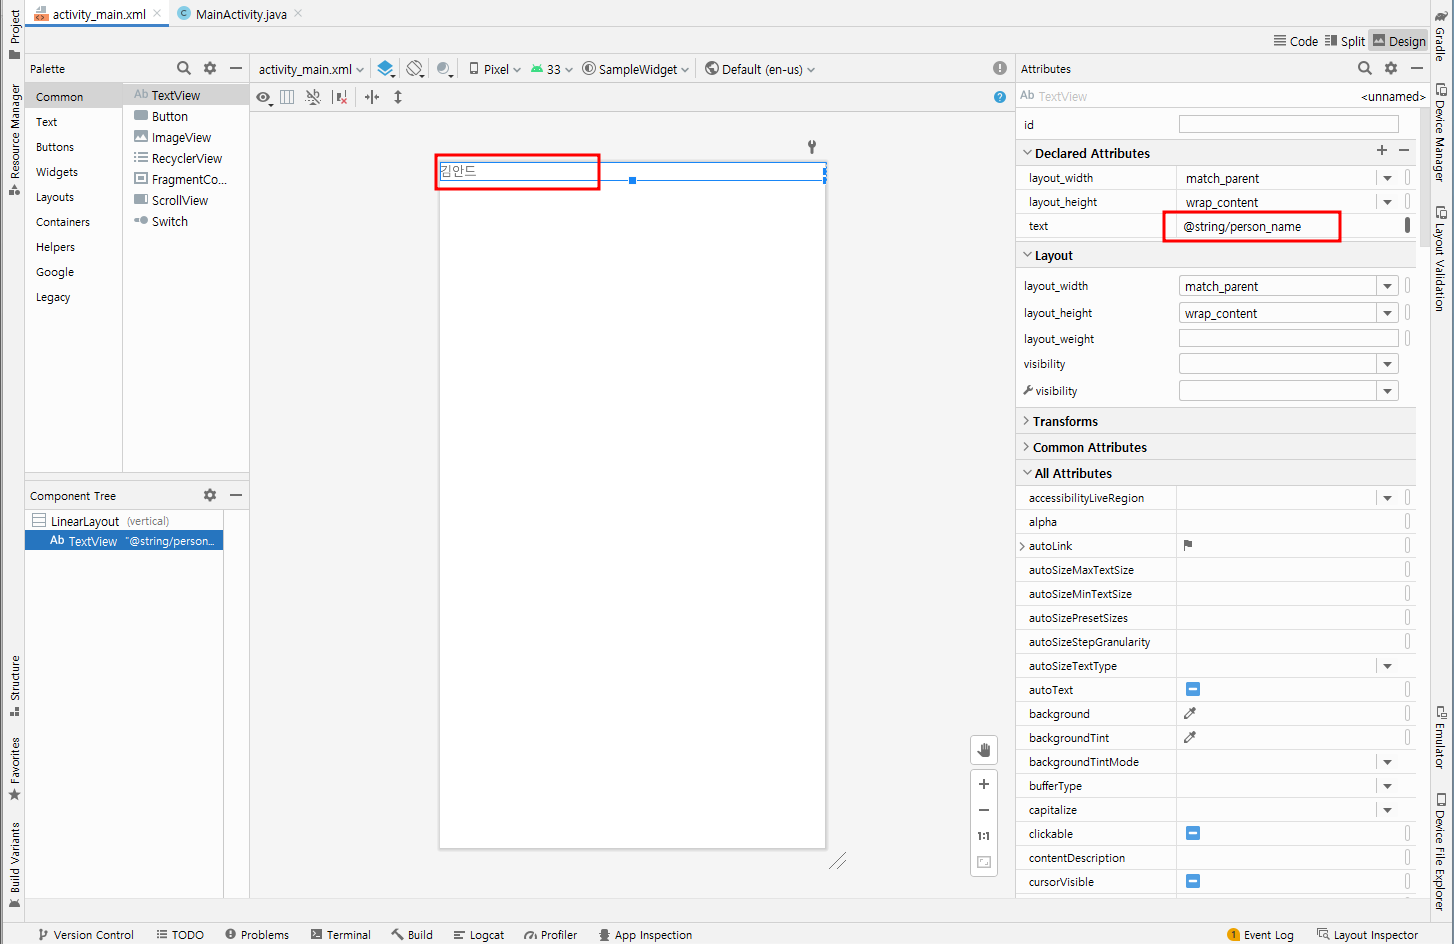 activity_main.xml
MainActivity.java
Code
Split
Design
Project
Resource Manager
Structure
Favorites
Build Variants
Palette
Common
Text
Buttons
Widgets
Layouts
Containers
Helpers
Google
Legacy
Ab TextView
Button
ImageView
RecyclerView
FragmentCo...
ScrollView
Switch
Component Tree
LinearLayout (vertical)
Ab TextView "@string/person...
activity_main.xml
Pixel
33
SampleWidget
Default (en-us)
김안드
1:1
Attributes
Ab TextView
<unnamed>
id
Declared Attributes
layout_width match_parent
layout_height wrap_content
text @string/person_name
Layout
layout_width match_parent
layout_height wrap_content
layout_weight
visibility
visibility
Transforms
Common Attributes
All Attributes
accessibilityLiveRegion
alpha
autoLink
autoSizeMaxTextSize
autoSizeMinTextSize
autoSizePresetSizes
autoSizeStepGranularity
autoSizeTextType
autoText
background
backgroundTint
backgroundTintMode
bufferType
capitalize
clickable
contentDescription
cursorVisible
Gradle
Device Manager
Layout Validation
Emulator
Device File Explorer
Version Control
TODO
Problems
Terminal
Build
Logcat
Profiler
App Inspection
1 Event Log
Layout Inspector